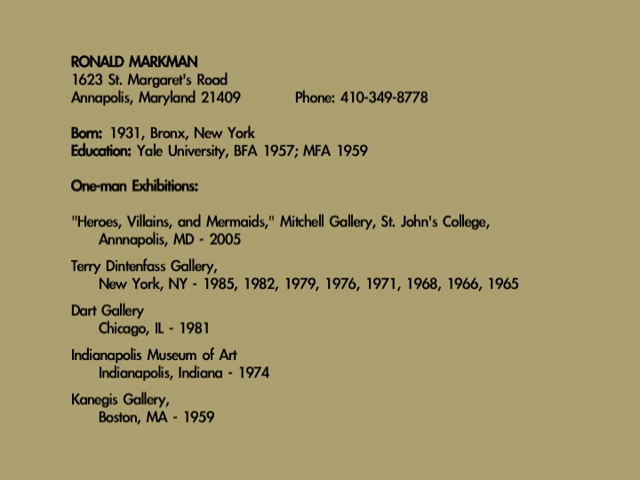 RONALD MARKMAN
1623 St. Margaret's Road
Annapolis, Maryland 21409 Phone: 410-349-8778
Born: 1931, Bronx, New York
Education: Yale University, BFA 1957; MFA 1959
One-man Exhibitions:
"Heroes, Villains, and Mermaids," Mitchell Gallery, St. John's College,
Annnapolis, MD - 2005
Terry Dintenfass Gallery,
New York, NY - 1985, 1982, 1979, 1976, 1971, 1968, 1966, 1965
Dart Gallery
Chicago, IL - 1981
Indianapolis Museum of Art
Indianapolis, Indiana - 1974
Kanegis Gallery,
Boston, MA - 1959